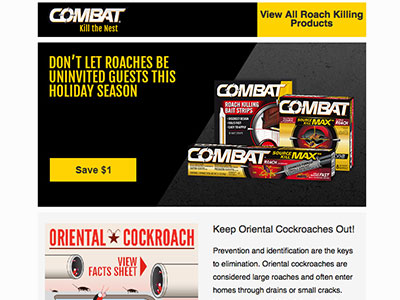 COMBAT
Kill the Nest
View All Roach Killing
Products
DON'T LET ROACHES BE
UNINVITED GUESTS THIS
HOLIDAY SEASON
Save $1
COMBAT
ROACH KILLING
BAIT STRIPS
COMBAT
SOURCE
KILL MAX
COMBAT
SOURCE
KILL MAX
ORIENTAL COCKROACH
VIEW
FACTS SHEET
Keep Oriental Cockroaches Out!
Prevention and identification are the keys
to elimination. Oriental cockroaches are
considered large roaches and often enter
homes through drains or small cracks.